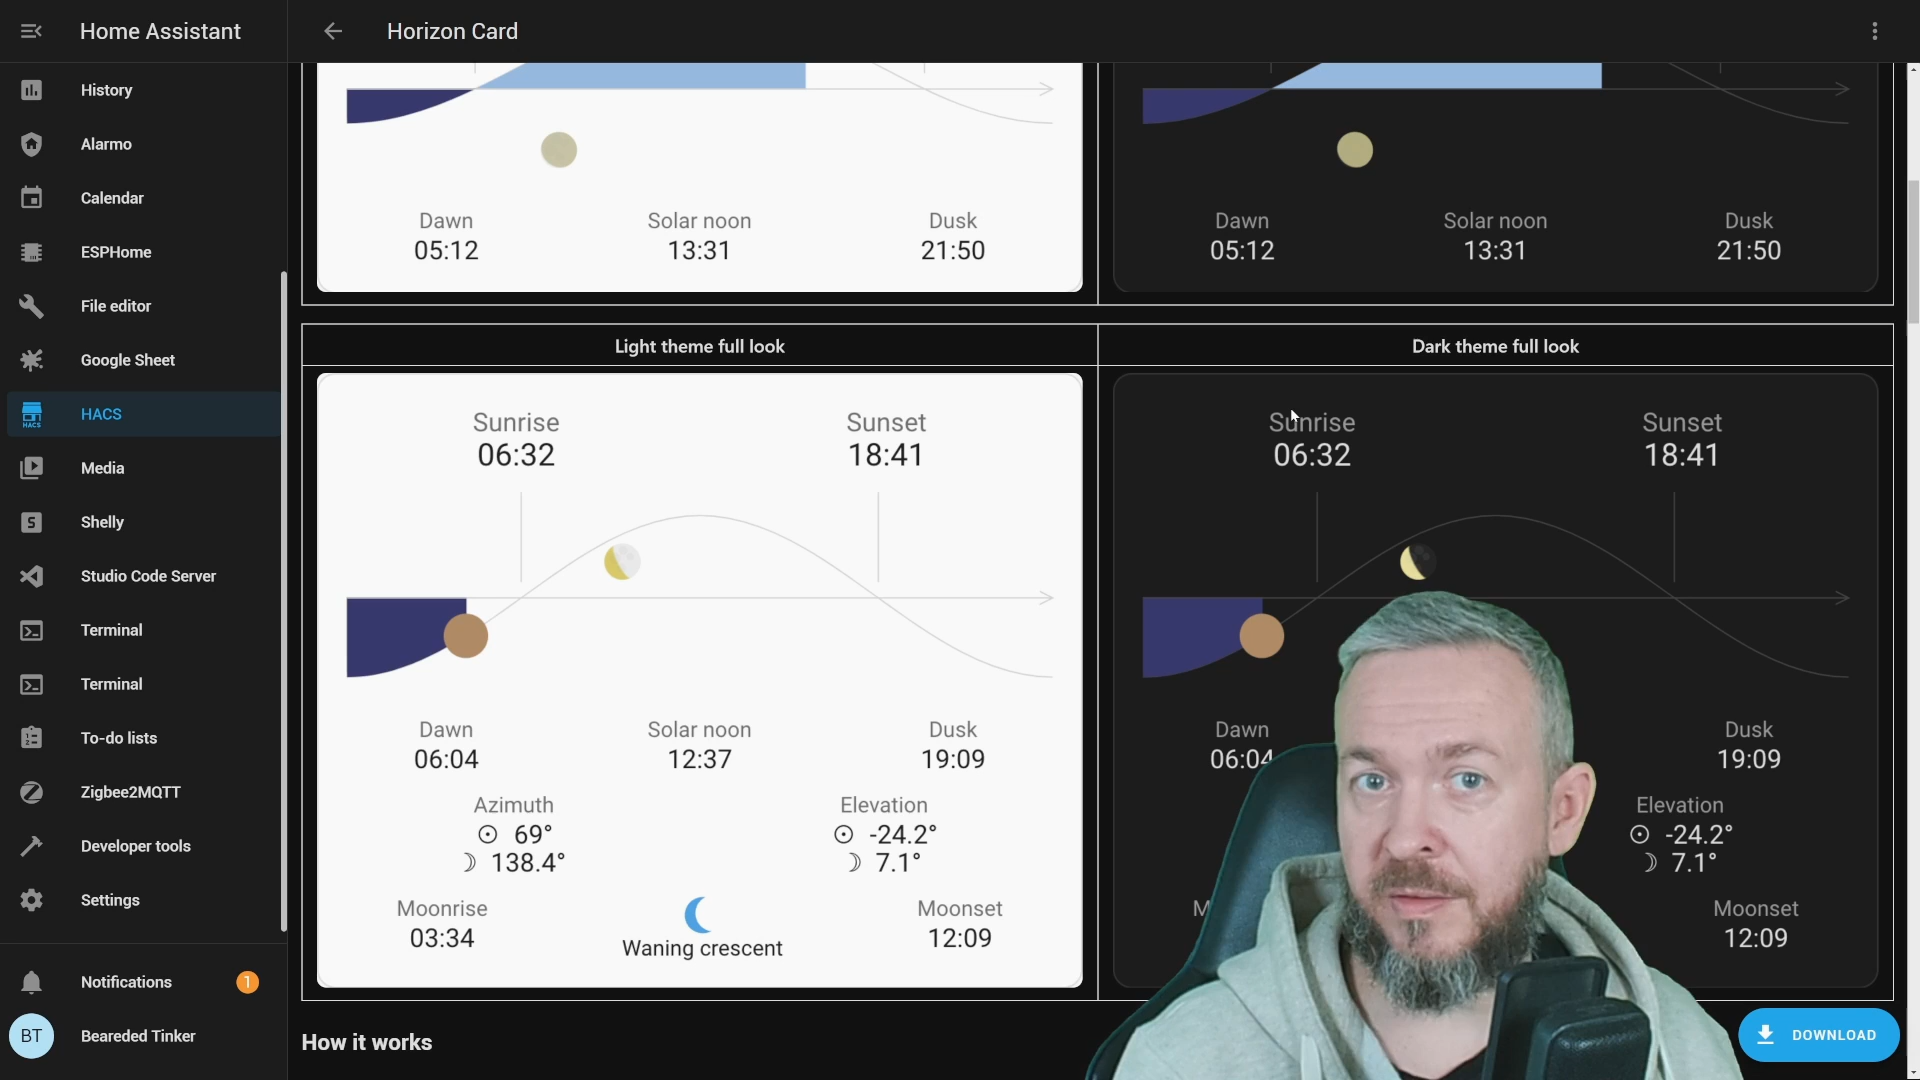 Home Assistant
Horizon Card
History
Alarmo
Calendar
ESPHome
File editor
Google Sheet
HACS
HACS
Media
Shelly
Studio Code Server
Terminal
Terminal
To-do lists
Zigbee2MQTT
Developer tools
Settings
Notifications
1
BT
Bearded Tinker
Dawn
05:12
Solar noon
13:31
Dusk
21:50
Dawn
05:12
Solar noon
13:31
Dusk
21:50
Light theme full look
Dark theme full look
Sunrise
06:32
Sunset
18:41
Dawn
06:04
Solar noon
12:37
Dusk
19:09
Azimuth
69°
138.4°
Elevation
-24.2°
7.1°
Moonrise
03:34
Waning crescent
Moonset
12:09
Sunrise
06:32
Sunset
18:41
Dawn
06:04
Dusk
19:09
Elevation
-24.2°
7.1°
M
Moonset
12:09
How it works
DOWNLOAD